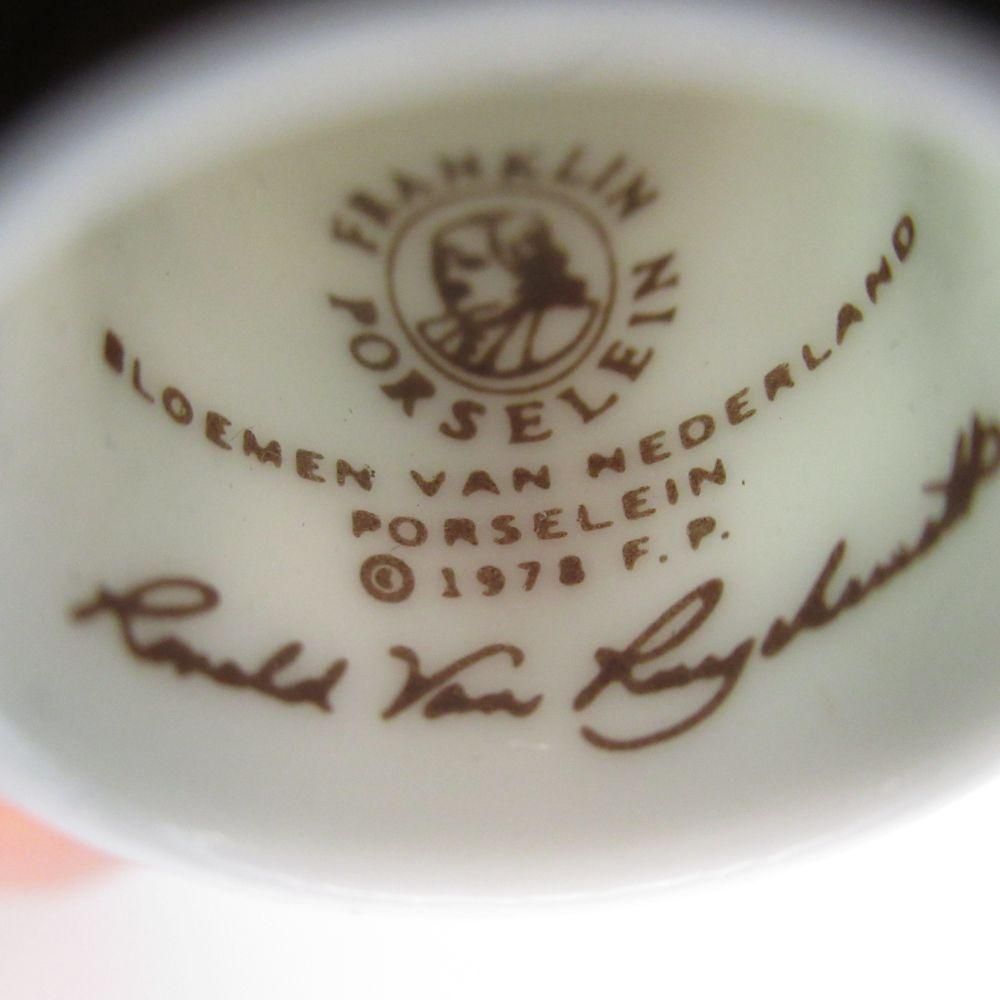 FRANKLIN
PORSELEIN
BLOEMEN VAN NEDERLAND
PORSELEIN.
© 1978 F. P.
Ronald Van Ruyckevelt